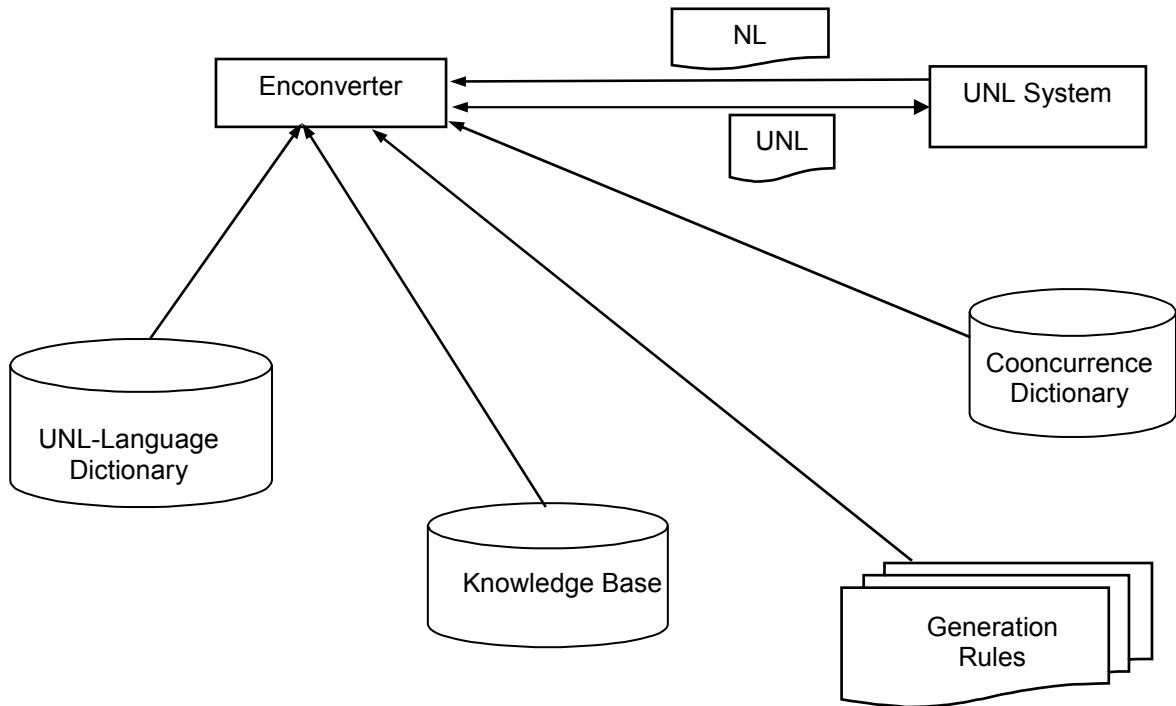 NL
Enconverter
UNL System
UNL
Cooncurrence
Dictionary
UNL-Language
Dictionary
Knowledge Base
Generation
Rules